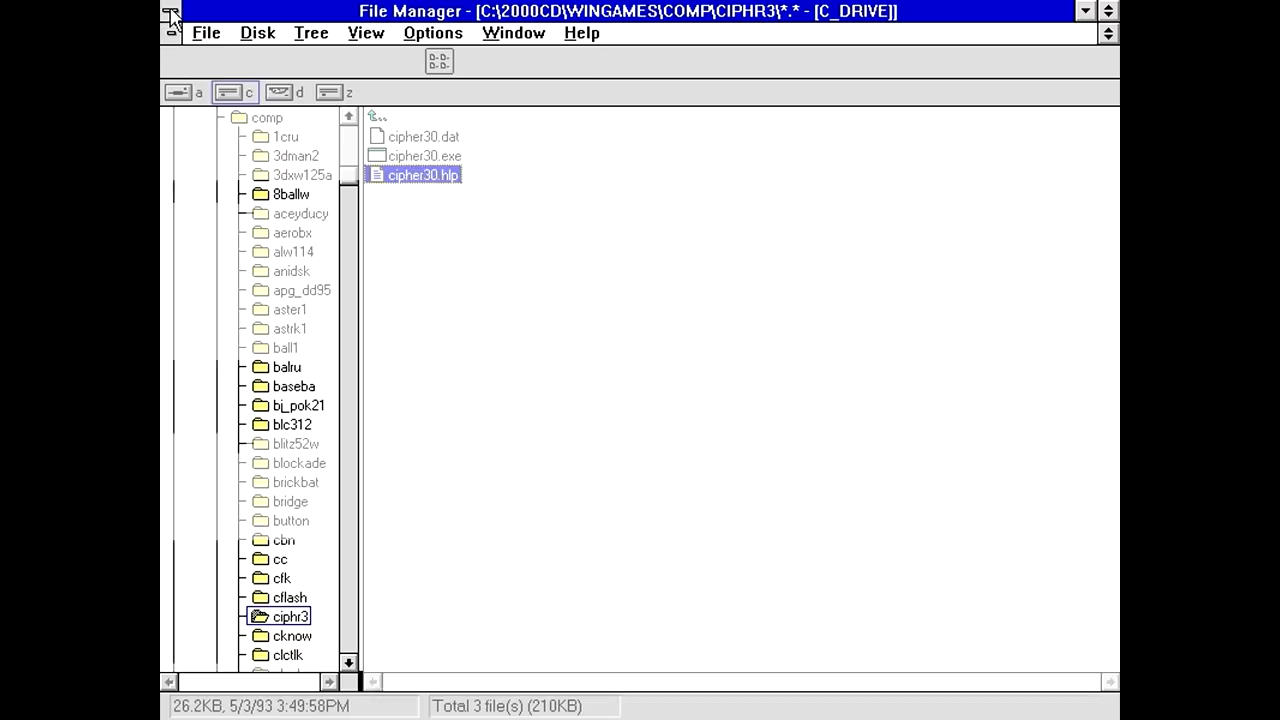 File Manager - [C:\2000CD\WINGAMES\COMP\CIPHR3\*.* - [C_DRIVE]]
File Disk Tree View Options Window Help
a c d z
comp
1cru
3dman2
3dxw125a
8ballw
aceyducy
aerobx
alw114
anidsk
apg_dd95
aster1
astrk1
ball1
balru
baseba
bj_pok21
blc312
blitz52w
blockade
brickbat
bridge
button
cbn
cc
cfk
cflash
ciphr3
cknow
clctlk
..
cipher30.dat
cipher30.exe
cipher30.hlp
26.2KB, 5/3/93 3:49:58PM
Total 3 file(s) (210KB)